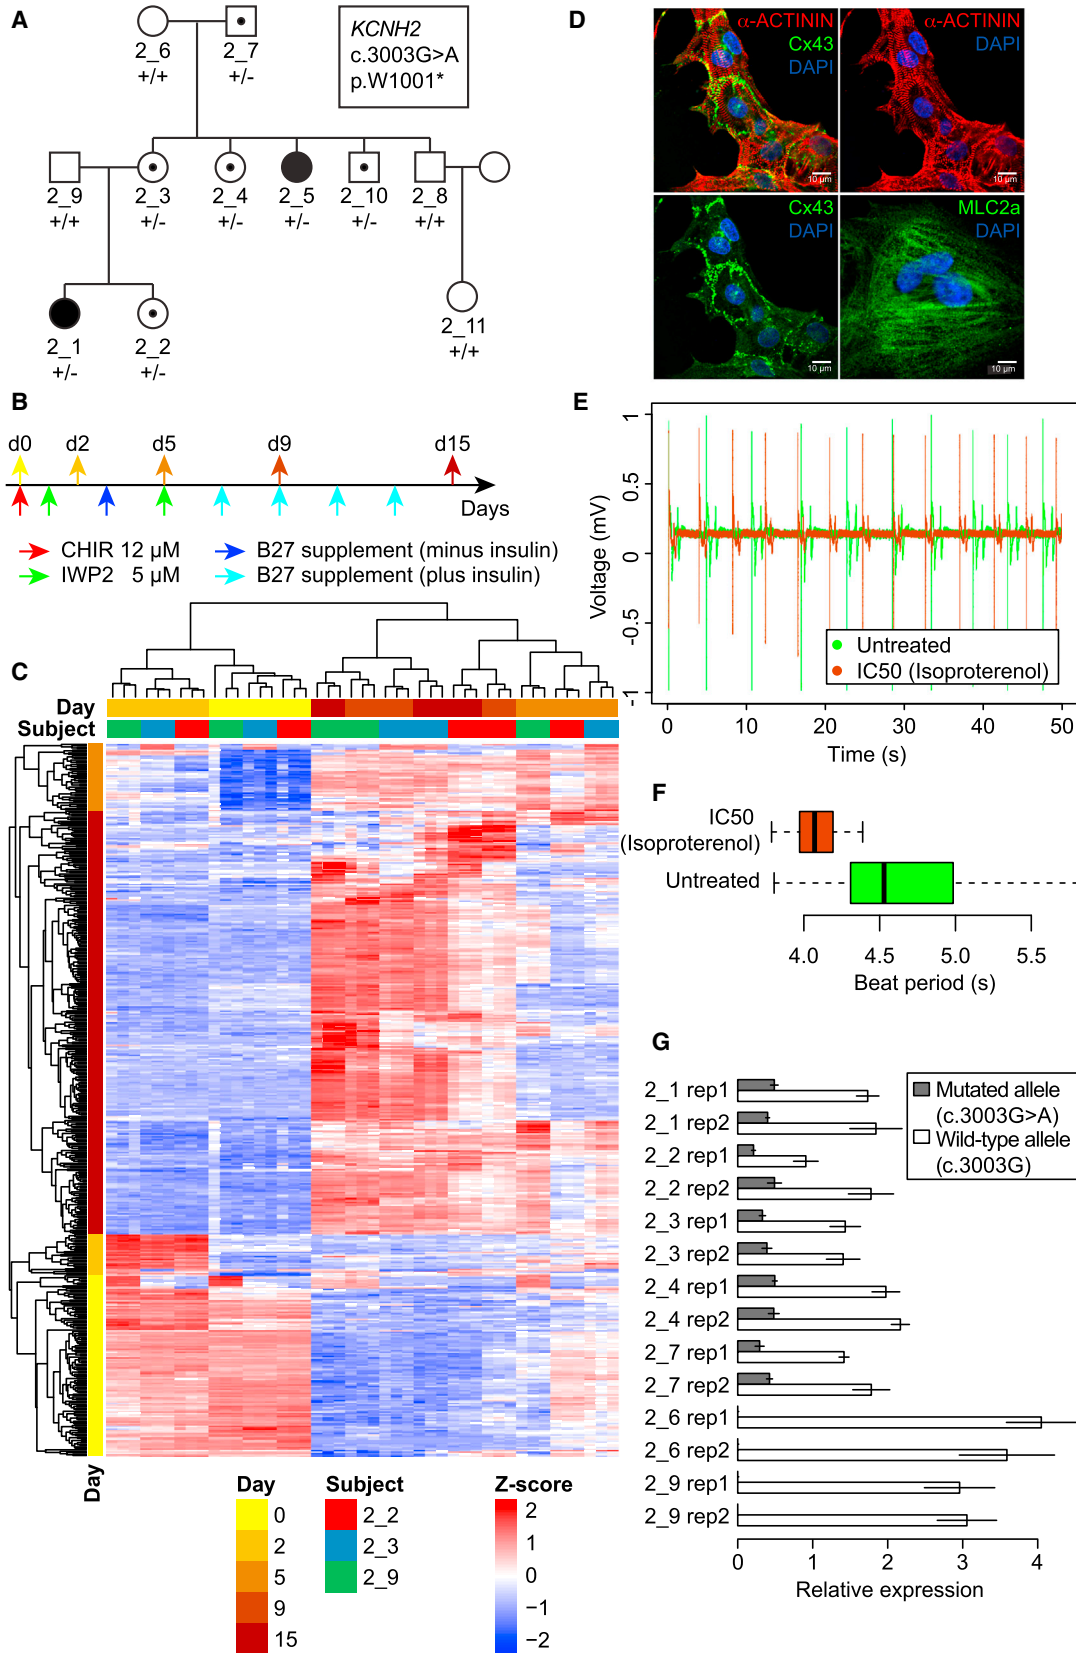 A
2_6
+/+
2_7
+/-
KCNH2
c.3003G>A
p.W1001*
2_9
+/+
2_3
+/-
2_4
+/-
2_5
+/-
2_10
+/-
2_8
+/+
2_1
+/-
2_2
+/-
2_11
+/+
B
d0
d2
d5
d9
d15
Days
CHIR 12 µM
IWP2 5 µM
B27 supplement (minus insulin)
B27 supplement (plus insulin)
C
Day
Subject
Day
Day
0
2
5
9
15
Subject
2_2
2_3
2_9
Z-score
2
1
0
−1
−2
D
α-ACTININ
Cx43
DAPI
10 µm
α-ACTININ
DAPI
10 µm
Cx43
DAPI
10 µm
MLC2a
DAPI
10 µm
E
Voltage (mV)
1
0.5
0
-0.5
-1
Untreated
IC50 (Isoproterenol)
0
10
20
30
40
50
Time (s)
F
IC50
(Isoproterenol)
Untreated
4.0
4.5
5.0
5.5
Beat period (s)
G
2_1 rep1
2_1 rep2
2_2 rep1
2_2 rep2
2_3 rep1
2_3 rep2
2_4 rep1
2_4 rep2
2_7 rep1
2_7 rep2
2_6 rep1
2_6 rep2
2_9 rep1
2_9 rep2
Mutated allele
(c.3003G>A)
Wild-type allele
(c.3003G)
0
1
2
3
4
Relative expression